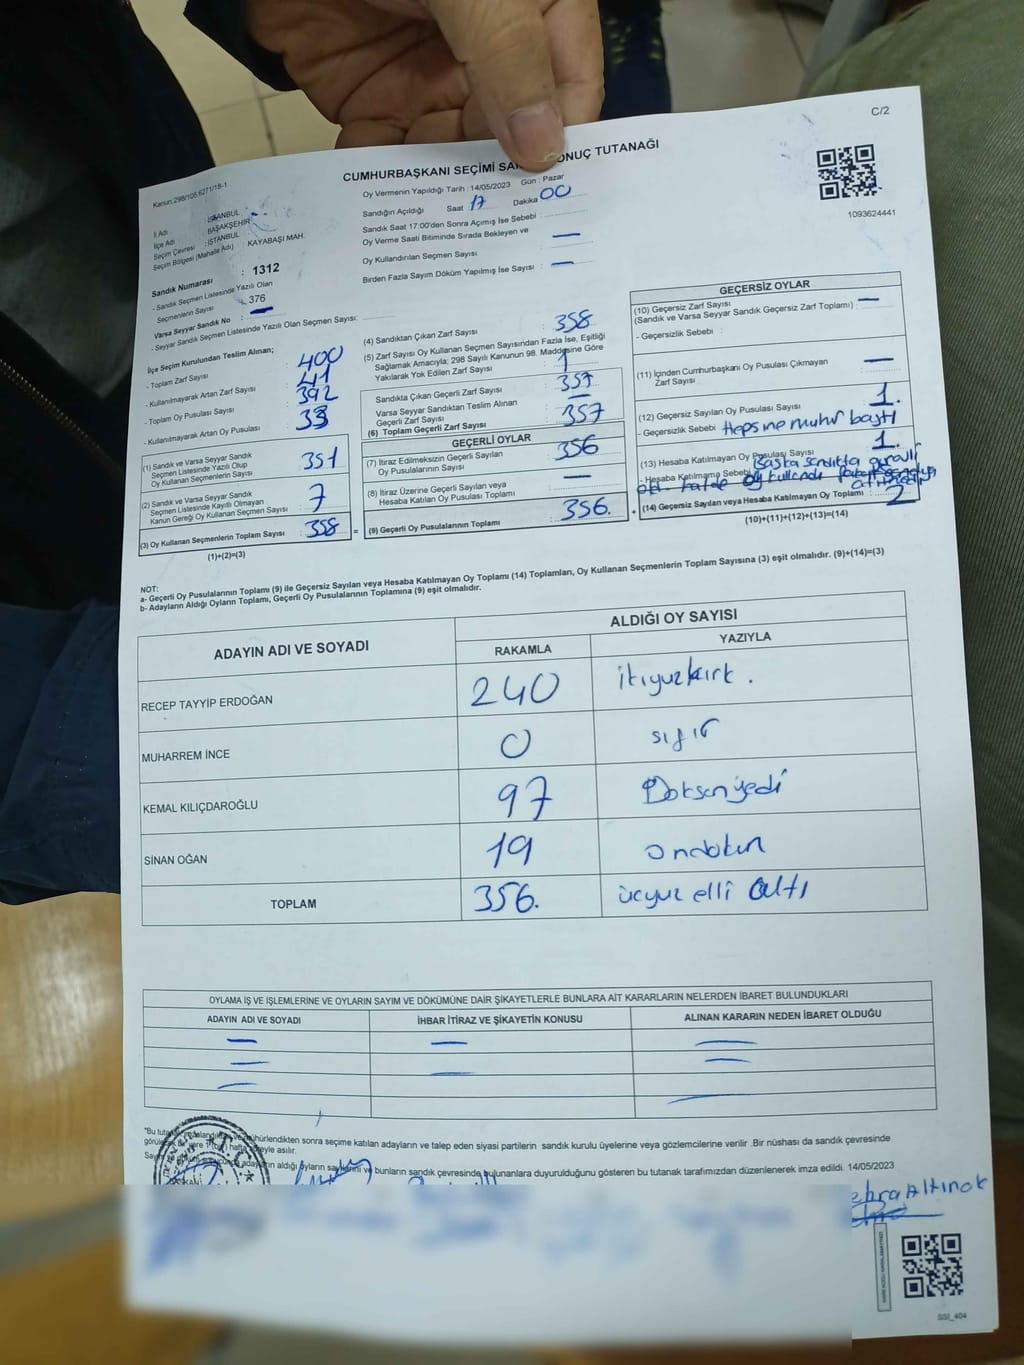 C/2
CUMHURBAŞKANI SEÇİMİ ONUÇ TUTANAĞI
Kanun:298/105,6271/18-1
Oy Vermenin Yapıldığı Tarih : 14/05/2023 Gün : Pazar
Sandığın Açıldığı Saat 17 Dakika 00
Sandık Saat 17:00'den Sonra Açımış İse Sebebi
Oy Verme Saati Bitiminde Sırada Bekleyen ve
Oy Kullandırılan Seçmen Sayısı —
Birden Fazla Sayım Döküm Yapılmış İse Sayısı : —
1093624441
İl Adı : İSTANBUL
İlçe Adı : BAŞAKŞEHİR
Seçim Çevresi : İSTANBUL
Seçim Bölgesi (Mahalle Adı) : KAYABAŞI MAH.
Sandık Numarası : 1312
- Sandık Seçmen Listesinde Yazılı Olan
Seçmenlerin Sayısı : 376
Varsa Seyyar Sandık No : —
- Seyyar Sandık Seçmen Listesinde Yazılı Olan Seçmen Sayısı:
İlçe Seçim Kurulundan Teslim Alınan;
- Toplam Zarf Sayısı : 400
- Kullanılmayarak Artan Zarf Sayısı : 41
- Toplam Oy Pusulası Sayısı : 392
- Kullanılmayarak Artan Oy Pusulası : 33
(1) Sandık ve Varsa Seyyar Sandık
Seçmen Listesinde Yazılı Olup
Oy Kullanan Seçmenlerin Sayısı : 351
(2) Sandık ve Varsa Seyyar Sandık
Seçmen Listesinde Kayıtlı Olmayan
Kanun Gereği Oy Kullanan Seçmen Sayısı : 7
(3) Oy Kullanan Seçmenlerin Toplam Sayısı : 358
(1)+(2)=(3)
(4) Sandıktan Çıkan Zarf Sayısı : 358
(5) Zarf Sayısı Oy Kullanan Seçmen Sayısından Fazla İse, Eşitliği
Sağlamak Amacıyla; 298 Sayılı Kanunun 98. Maddesine Göre
Yakılarak Yok Edilen Zarf Sayısı : 1
Sandıkta Çıkan Geçerli Zarf Sayısı : 357
Varsa Seyyar Sandıktan Teslim Alınan
Geçerli Zarf Sayısı : —
(6) Toplam Geçerli Zarf Sayısı : 357
GEÇERLİ OYLAR
(7) İtiraz Edilmeksizin Geçerli Sayılan
Oy Pusulalarının Sayısı : 356
(8) İtiraz Üzerine Geçerli Sayılan veya
Hesaba Katılan Oy Pusulası Toplamı : —
(9) Geçerli Oy Pusulalarının Toplamı : 356.
GEÇERSİZ OYLAR
(10) Geçersiz Zarf Sayısı
(Sandık ve Varsa Seyyar Sandık Geçersiz Zarf Toplamı) : —
- Geçersizlik Sebebi :
(11) İçinden Cumhurbaşkanı Oy Pusulası Çıkmayan
Zarf Sayısı : —
(12) Geçersiz Sayılan Oy Pusulası Sayısı : 1.
- Geçersizlik Sebebi : Hepsine muhur bastı
(13) Hesaba Katılmayan Oy Pusulası Sayısı : 1.
- Hesaba Katılmama Sebebi : Başka sandıkta
(14) Geçersiz Sayılan veya Hesaba Katılmayan Oy Toplamı : 2
(10)+(11)+(12)+(13)=(14)
NOT:
a- Geçerli Oy Pusulalarının Toplamı (9) ile Geçersiz Sayılan veya Hesaba Katılmayan Oy Toplamı (14) Toplamları, Oy Kullanan Seçmenlerin Toplam Sayısına (3) eşit olmalıdır. (9)+(14)=(3)
b- Adayların Aldığı Oyların Toplamı, Geçerli Oy Pusulalarının Toplamına (9) eşit olmalıdır.
ADAYIN ADI VE SOYADI ALDIĞI OY SAYISI
RAKAMLA YAZIYLA
RECEP TAYYİP ERDOĞAN 240 ikiyüzkırk.
MUHARREM İNCE 0 sıfır
KEMAL KILIÇDAROĞLU 97 Doksanyedi
SİNAN OĞAN 19 ondokuz
TOPLAM 356. üçyüz elli altı
OYLAMA İŞ VE İŞLEMLERİNE VE OYLARIN SAYIM VE DÖKÜMÜNE DAİR ŞİKAYETLERLE BUNLARA AİT KARARLARIN NELERDEN İBARET BULUNDUKLARI
ADAYIN ADI VE SOYADI İHBAR İTİRAZ VE ŞİKAYETİN KONUSU ALINAN KARARIN NEDEN İBARET OLDUĞU
sonra seçime katılan adayların ve talep eden siyasi partilerin sandık kurulu üyelerine veya gözlemcilerine verilir .Bir nüshası da sandık çevresinde
asılır.
aldığı oyların ve bunların sandık çevresinde bulunanlara duyurulduğunu gösteren bu tutanak tarafımızdan düzenlenerek imza edildi. 14/05/2023
Altınok
SSI_404